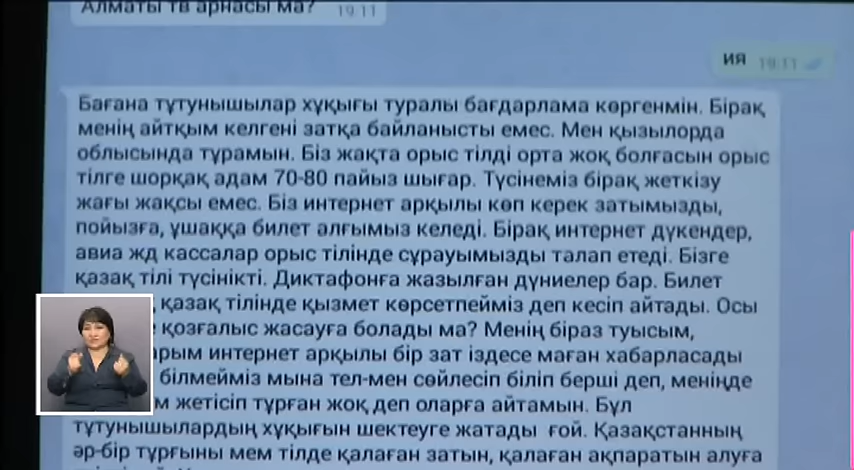 Алматы тв арнасы ма? 19:11
ия 19:11
Бағана тұтунышылар хұқығы туралы бағдарлама көргенмін. Бірақ
менің айтқым келгені затқа байланысты емес. Мен қызылорда
облысында тұрамын. Біз жақта орыс тілді орта жоқ болғасын орыс
тілге шорқақ адам 70-80 пайыз шығар. Түсінеміз бірақ жеткізу
жағы жақсы емес. Біз интернет арқылы көп керек затымызды,
пойызға, ұшаққа билет алғымыз келеді. Бірақ интернет дүкендер,
авиа жд кассалар орыс тілінде сұрауымызды талап етеді. Бізге
қазақ тілі түсінікті. Диктафонға жазылған дүниелер бар. Билет
қазақ тілінде қызмет көрсетпейміз деп кесіп айтады. Осы
қозғалыс жасауға болады ма? Менің біраз туысым,
интернет арқылы бір зат іздесе маған хабарласады
білмейміз мына тел-мен сөйлесіп біліп берші деп, меніңде
жетісіп тұрған жоқ деп оларға айтамын. Бұл
тұтунышылардың хұқығын шектеуге жатады ғой. Қазақстанның
әр-бір тұрғыны мем тілде қалаған затын, қалаған ақпаратын алуға